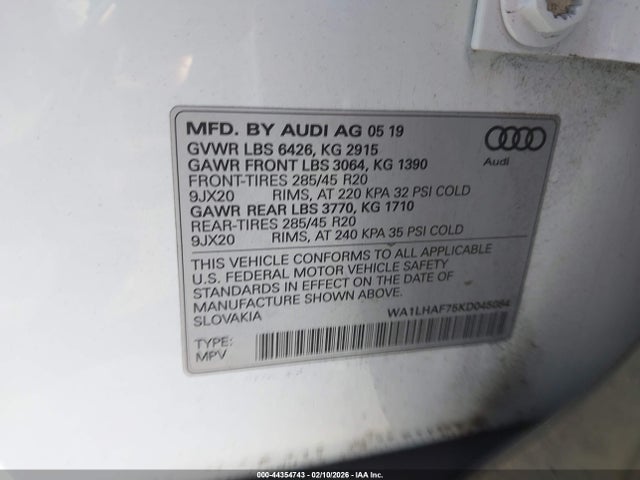 MFD. BY AUDI AG 05 19
GVWR LBS 6426, KG 2915
GAWR FRONT LBS 3064, KG 1390
FRONT-TIRES 285/45 R20
9JX20 RIMS, AT 220 KPA 32 PSI COLD
GAWR REAR LBS 3770, KG 1710
REAR-TIRES 285/45 R20
9JX20 RIMS, AT 240 KPA 35 PSI COLD
Audi
THIS VEHICLE CONFORMS TO ALL APPLICABLE
U.S. FEDERAL MOTOR VEHICLE SAFETY
STANDARDS IN EFFECT ON THE DATE OF
MANUFACTURE SHOWN ABOVE.
SLOVAKIA
WA1LHAF75KD045084
TYPE:
MPV
000-44354743 - 02/10/2026 - IAA Inc.